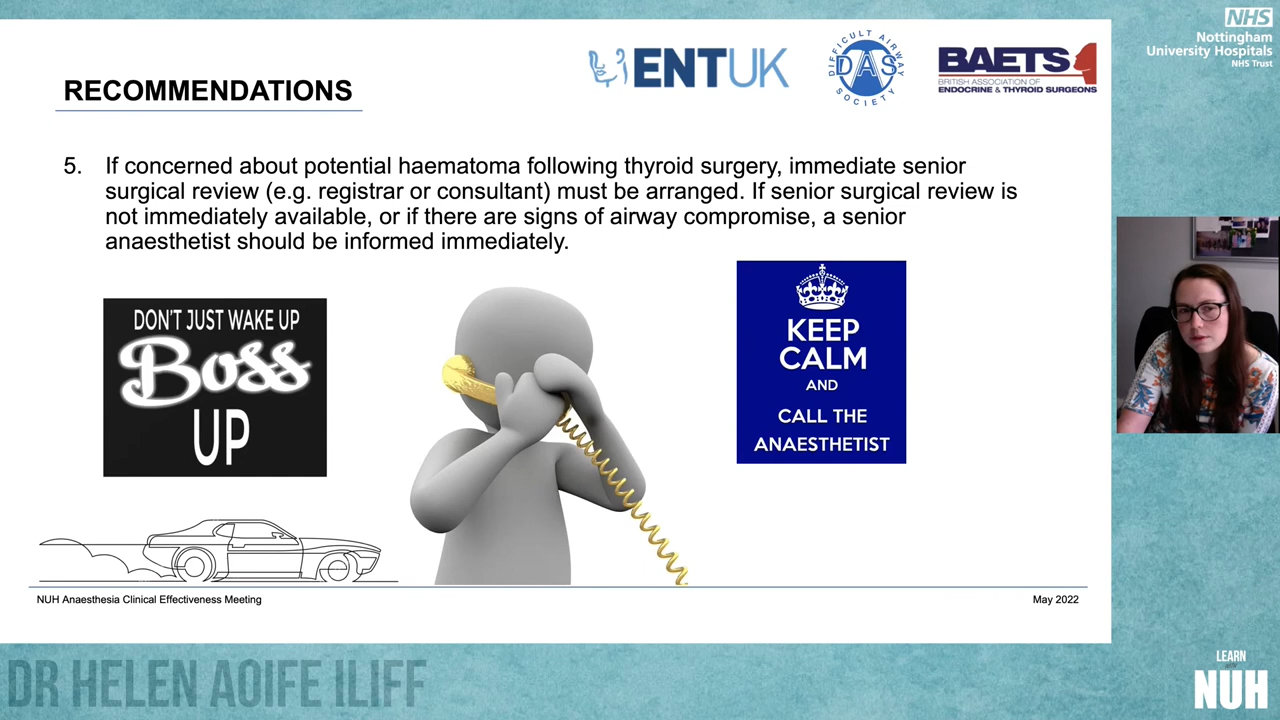 NHS
Nottingham
University Hospitals
NHS Trust
ENTUK
DIFFICULT AIRWAY
DAS
SOCIETY
BAETS
BRITISH ASSOCIATION OF
ENDOCRINE & THYROID SURGEONS
RECOMMENDATIONS
5. If concerned about potential haematoma following thyroid surgery, immediate senior
surgical review (e.g. registrar or consultant) must be arranged. If senior surgical review is
not immediately available, or if there are signs of airway compromise, a senior
anaesthetist should be informed immediately.
DON'T JUST WAKE UP
Boss
UP
KEEP
CALM
AND
CALL THE
ANAESTHETIST
NUH Anaesthesia Clinical Effectiveness Meeting
May 2022
DR HELEN AOIFE ILIFF
LEARN
NUH